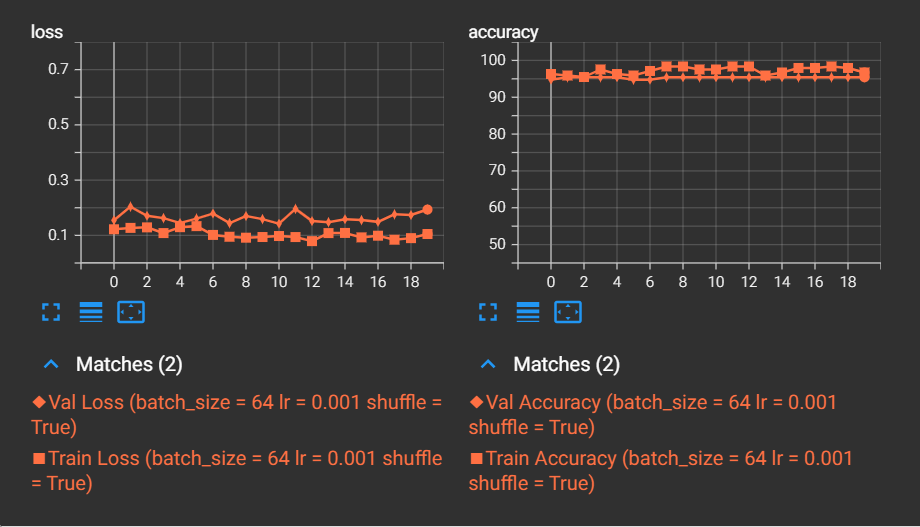 loss
0.7
0.5
0.3
0.1
0 2 4 6 8 10 12 14 16 18
Matches (2)
Val Loss (batch_size = 64 lr = 0.001 shuffle =
True)
Train Loss (batch_size = 64 lr = 0.001 shuffle
= True)
accuracy
100
90
80
70
60
50
0 2 4 6 8 10 12 14 16 18
Matches (2)
Val Accuracy (batch_size = 64 lr = 0.001
shuffle = True)
Train Accuracy (batch_size = 64 lr = 0.001
shuffle = True)